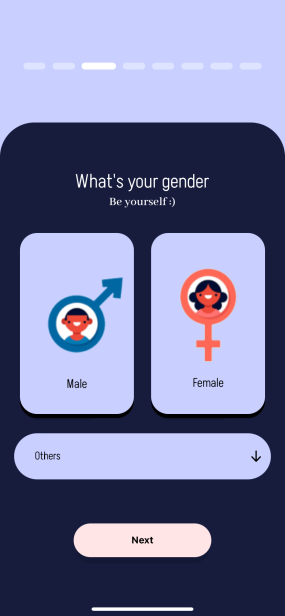 What's your gender
Be yourself :)
Male
Female
Others
Next